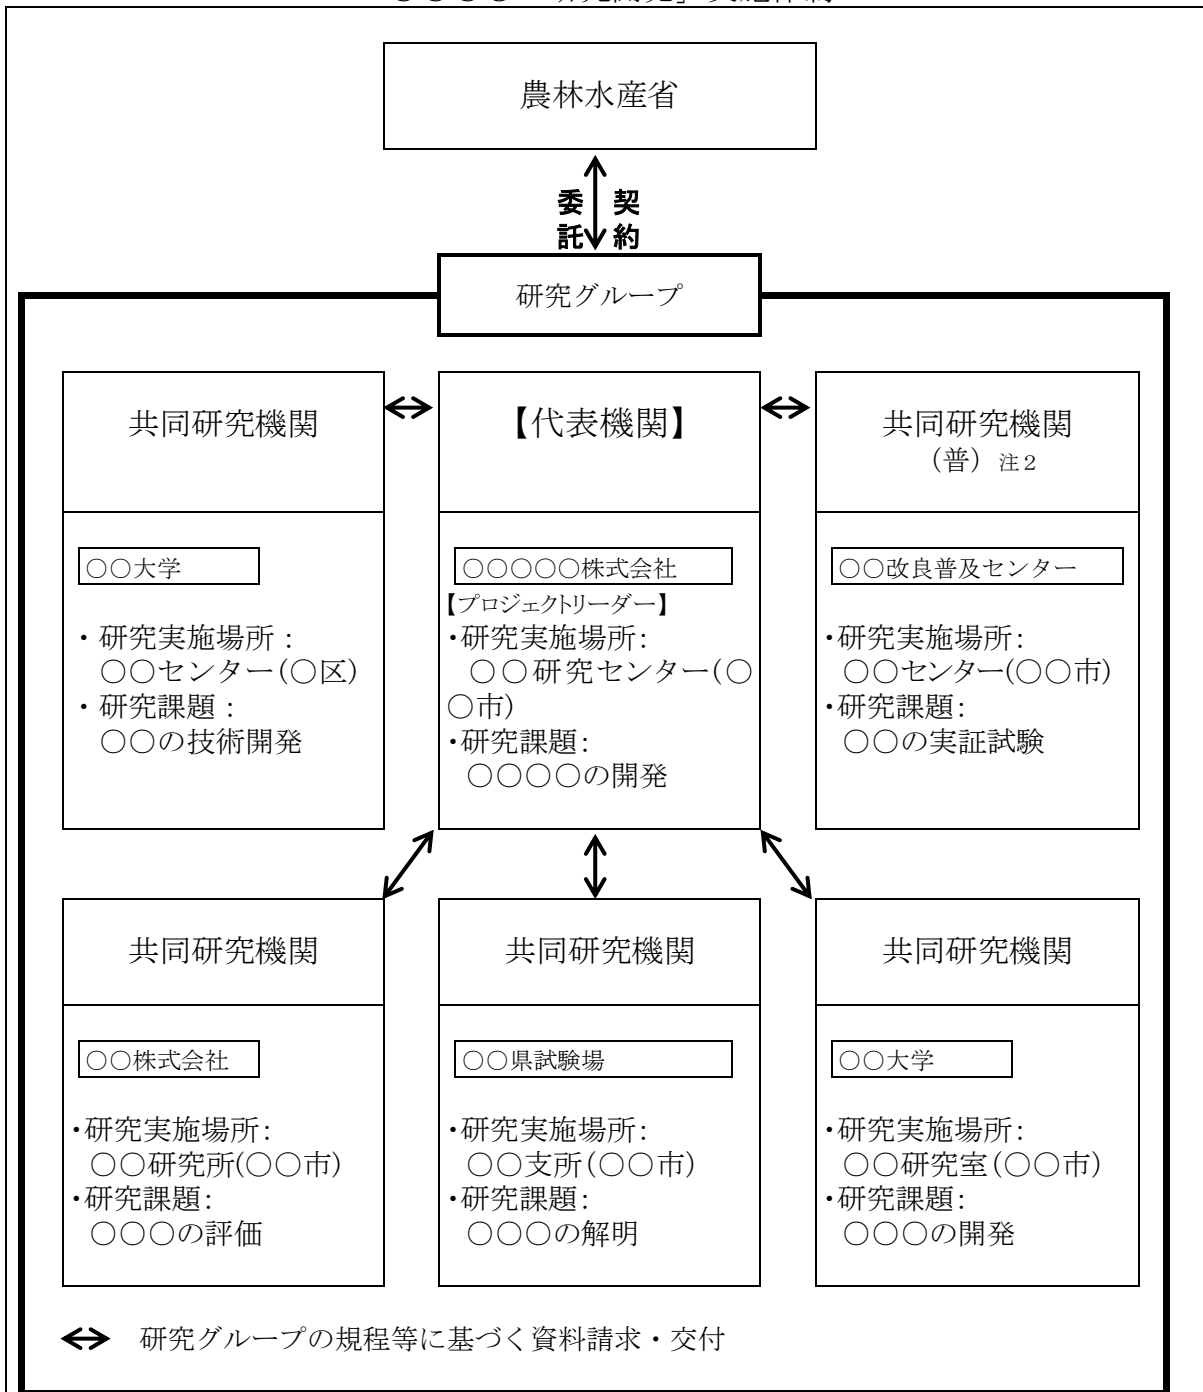 農林水産省
委 契
託 約
研究グループ
共同研究機関
【代表機関】
共同研究機関
（普）注２
○○大学
・研究実施場所：
○○センター(○区)
・研究課題：
○○の技術開発
○○○○○株式会社
【プロジェクトリーダー】
・研究実施場所：
○○研究センター(○
○市)
・研究課題：
○○○○の開発
○○改良普及センター
・研究実施場所：
○○センター(○○市)
・研究課題：
○○の実証試験
共同研究機関
共同研究機関
共同研究機関
○○株式会社
・研究実施場所：
○○研究所(○○市)
・研究課題：
○○○の評価
○○県試験場
・研究実施場所：
○○支所(○○市)
・研究課題：
○○○の解明
○○大学
・研究実施場所：
○○研究室(○○市)
・研究課題：
○○○の開発
研究グループの規程等に基づく資料請求・交付